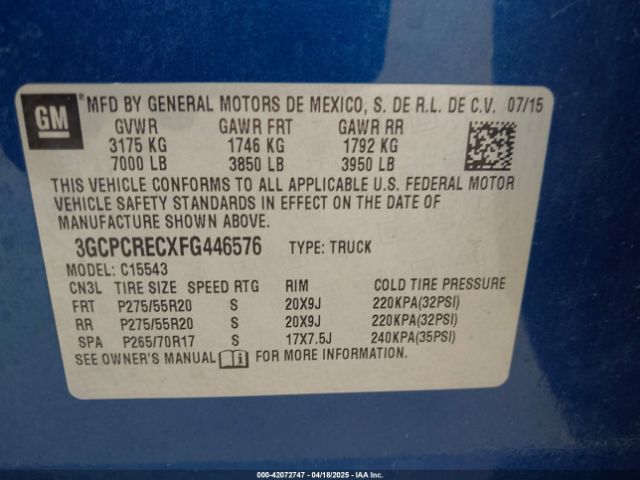 GM
® MFD BY GENERAL MOTORS DE MEXICO, S. DE R.L. DE C.V. 07/15
GVWR GAWR FRT GAWR RR
3175 KG 1746 KG 1792 KG
7000 LB 3850 LB 3950 LB
THIS VEHICLE CONFORMS TO ALL APPLICABLE U.S. FEDERAL MOTOR
VEHICLE SAFETY STANDARDS IN EFFECT ON THE DATE OF
MANUFACTURE SHOWN ABOVE.
3GCPCRECXFG446576 TYPE: TRUCK
MODEL: C15543
CN3L TIRE SIZE SPEED RTG RIM COLD TIRE PRESSURE
FRT P275/55R20 S 20X9J 220KPA(32PSI)
RR P275/55R20 S 20X9J 220KPA(32PSI)
SPA P265/70R17 S 17X7.5J 240KPA(35PSI)
SEE OWNER'S MANUAL FOR MORE INFORMATION.
000-42072747 - 04/18/2025 - IAAI Inc.